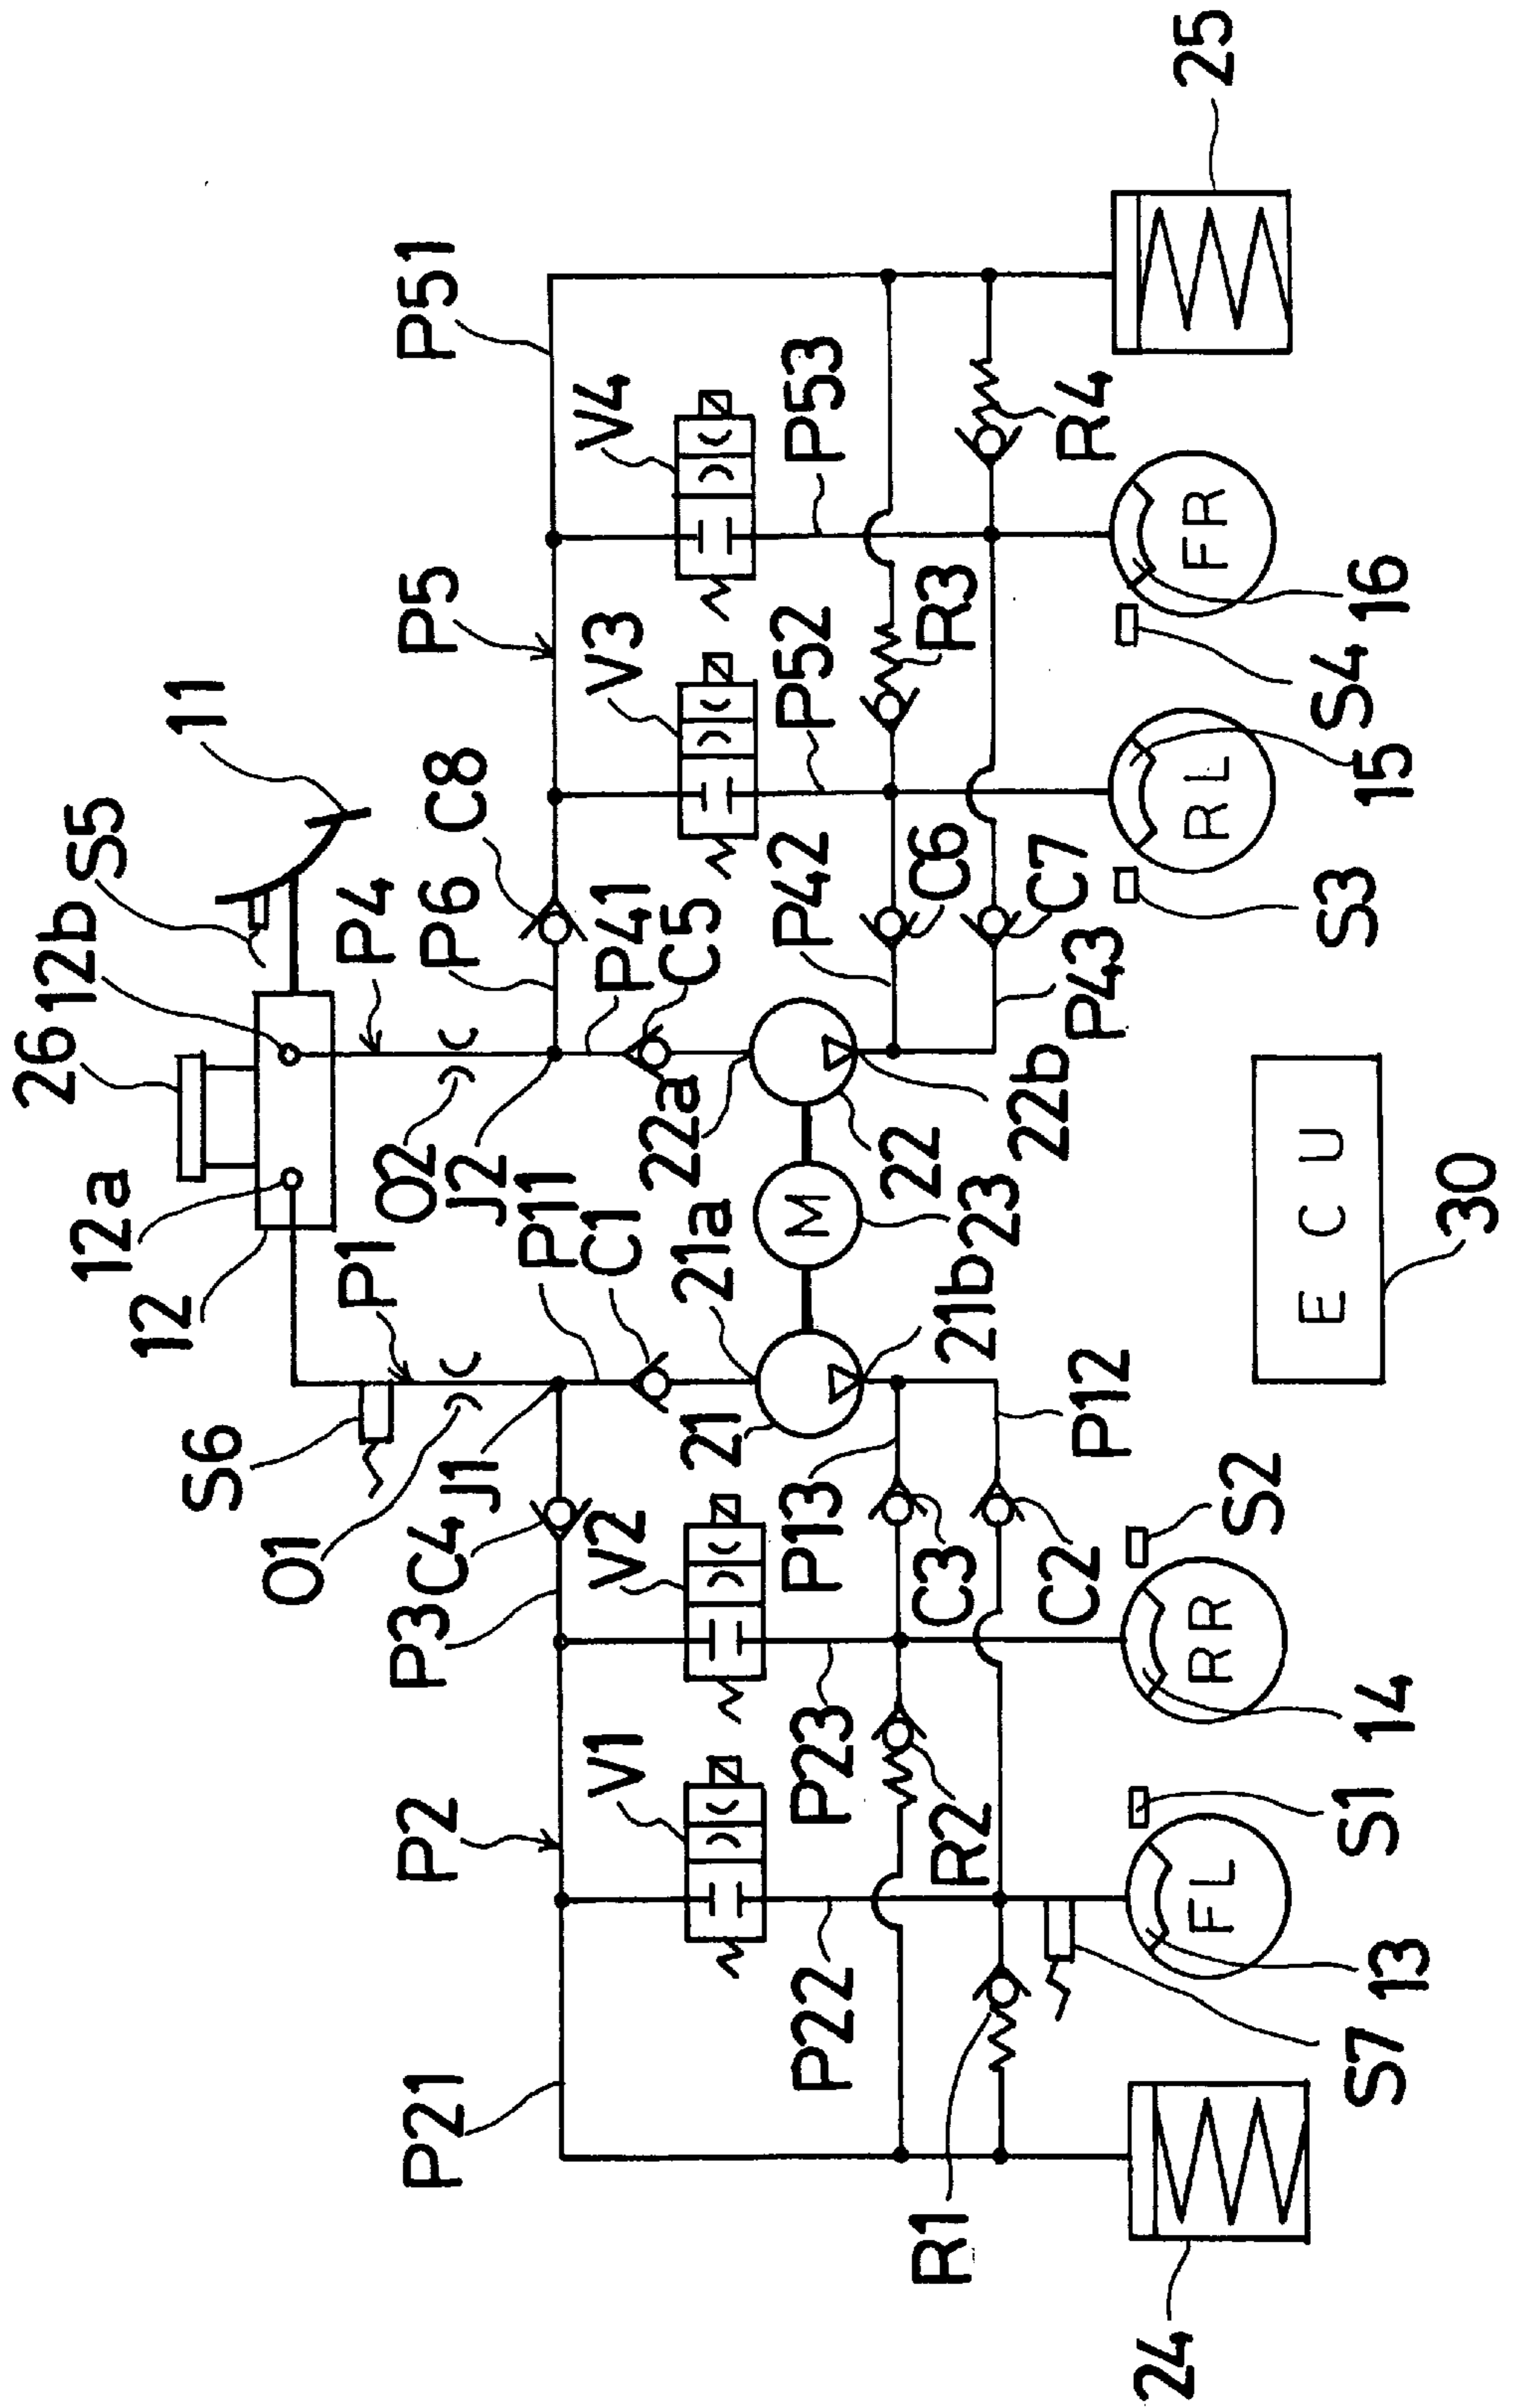 11
S5
12b
26
12a
12
P4
P6
C8
P5
P51
25
P1
S6
O1
O2
J2
J1
P41
C5
P11
C1
P3
C4
P2
P21
V1
V2
V3
V4
22a
21a
21
M
23
22
22b
21b
P42
P43
C6
C7
P52
P53
R3
R4
P13
P12
C3
C2
P23
P22
R2
R1
24
FL
RR
RL
FR
13
14
15
16
S1
S2
S3
S4
S7
E C U
30